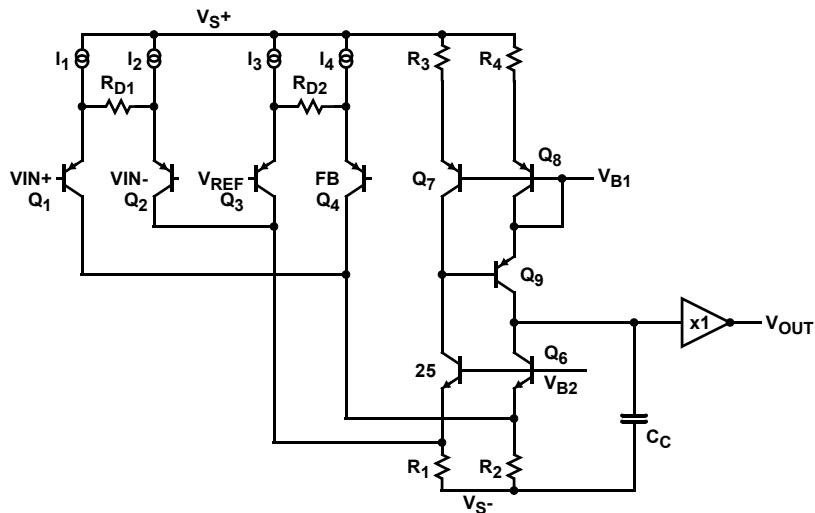 VS+
I1
I2
I3
I4
R3
R4
RD1
RD2
VIN+
Q1
VIN-
Q2
VREF
Q3
FB
Q4
Q7
Q8
VB1
Q9
x1
VOUT
25
Q6
VB2
CC
R1
R2
VS-